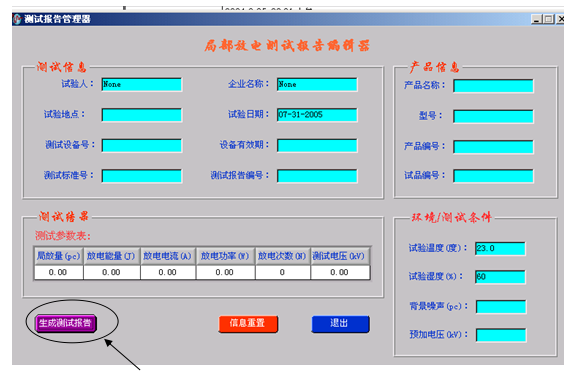 测试报告管理器
局部放电测试报告编辑器
测试信息
试验人： None
企业名称： None
试验地点：
试验日期： 07-31-2005
测试设备号：
设备有效期：
测试标准号：
测试报告编号：
产品信息
产品名称：
型号：
产品编号：
试品编号：
测试结果
测试参数表：
局放量(pc) 放电能量(J) 放电电流(A) 放电功率(W) 放电次数(N) 测试电压(kV)
0.00 0.00 0.00 0.00 0 0.00
环境/测试条件
试验温度(度)： 23.0
试验湿度(%)： 60
背景噪声(pc)：
预加电压(kV)：
生成测试报告
信息重置
退出